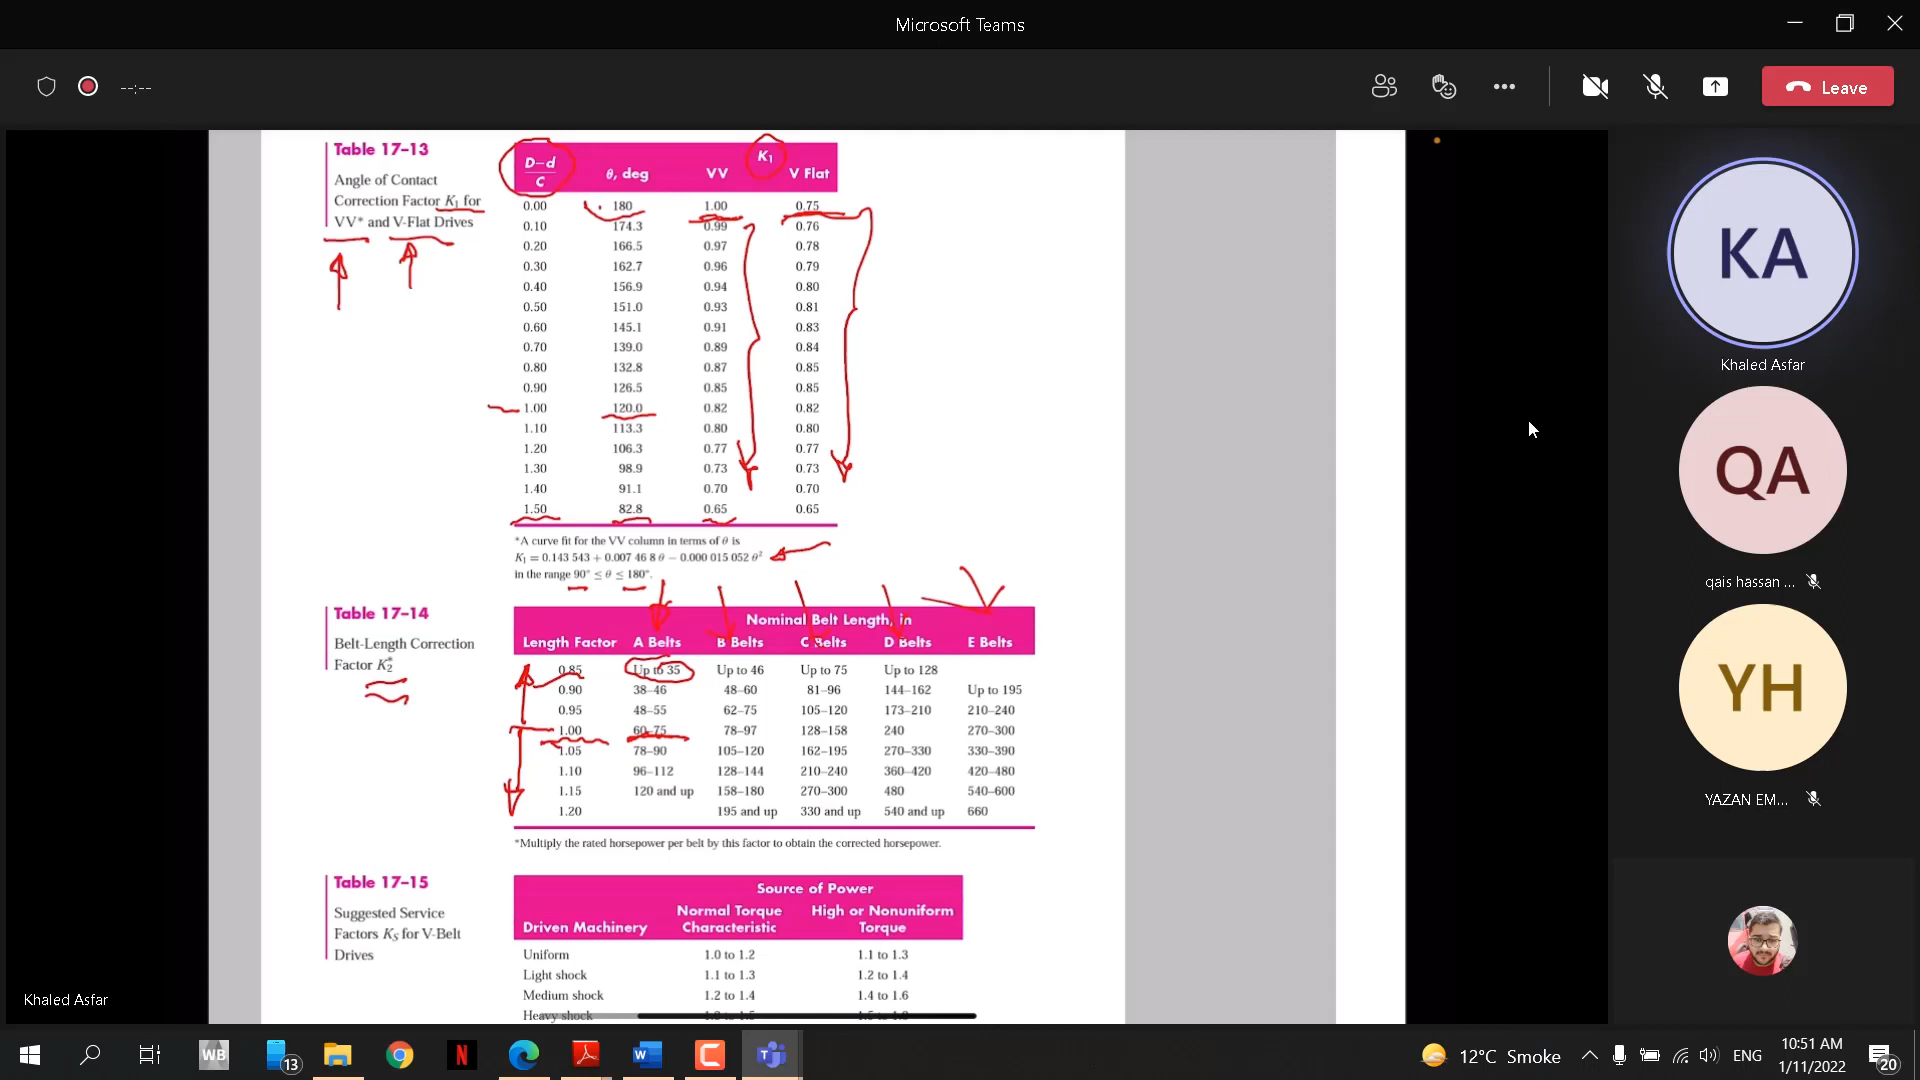 Microsoft Teams
--:--
Leave
Table 17–13
Angle of Contact
Correction Factor K1 for
VV* and V-Flat Drives
K1
D–d
C
θ, deg
VV
V Flat
0.00 180 1.00 0.75
0.10 174.3 0.99 0.76
0.20 166.5 0.97 0.78
0.30 162.7 0.96 0.79
0.40 156.9 0.94 0.80
0.50 151.0 0.93 0.81
0.60 145.1 0.91 0.83
0.70 139.0 0.89 0.84
0.80 132.8 0.87 0.85
0.90 126.5 0.85 0.85
1.00 120.0 0.82 0.82
1.10 113.3 0.80 0.80
1.20 106.3 0.77 0.77
1.30 98.9 0.73 0.73
1.40 91.1 0.70 0.70
1.50 82.8 0.65 0.65
*A curve fit for the VV column in terms of θ is
K1 = 0.143 543 + 0.007 46 8 θ − 0.000 015 052 θ²
in the range 90° ≤ θ ≤ 180°.
Table 17–14
Belt-Length Correction
Factor K2*
Nominal Belt Length, in
Length Factor A Belts B Belts C Belts D Belts E Belts
0.85 Up to 35 Up to 46 Up to 75 Up to 128
0.90 38–46 48–60 81–96 144–162 Up to 195
0.95 48–55 62–75 105–120 173–210 210–240
1.00 60–75 78–97 128–158 240 270–300
1.05 78–90 105–120 162–195 270–330 330–390
1.10 96–112 128–144 210–240 360–420 420–480
1.15 120 and up 158–180 270–300 480 540–600
1.20 195 and up 330 and up 540 and up 660
*Multiply the rated horsepower per belt by this factor to obtain the corrected horsepower.
Table 17–15
Suggested Service
Factors KS for V-Belt
Drives
Source of Power
Normal Torque High or Nonuniform
Driven Machinery Characteristic Torque
Uniform 1.0 to 1.2 1.1 to 1.3
Light shock 1.1 to 1.3 1.2 to 1.4
Medium shock 1.2 to 1.4 1.4 to 1.6
Heavy shock
Khaled Asfar
KA
Khaled Asfar
QA
qais hassan ...
YH
YAZAN EM...
WB
13
N
W
T
12°C Smoke
ENG
10:51 AM
1/11/2022
20